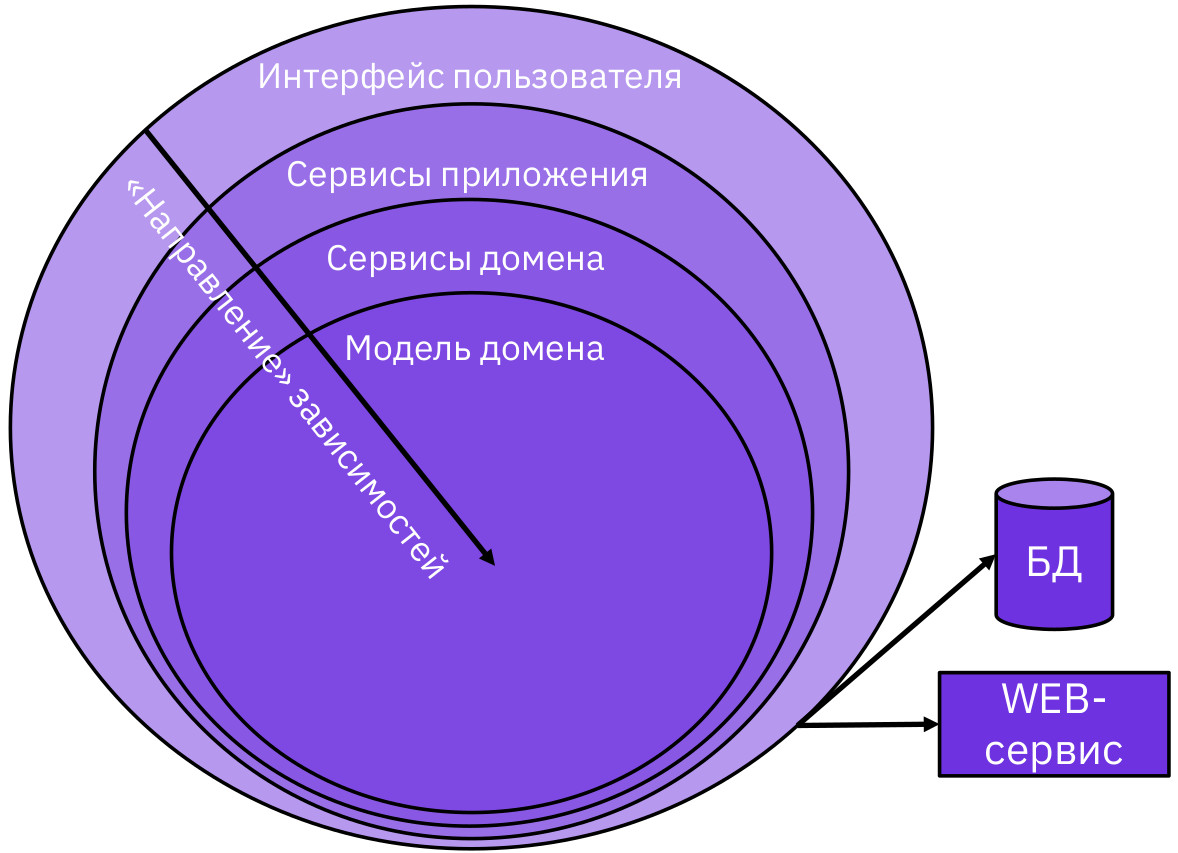 Интерфейс пользователя
Сервисы приложения
Сервисы домена
Модель домена
«Направление» зависимостей
БД
WEB-
сервис